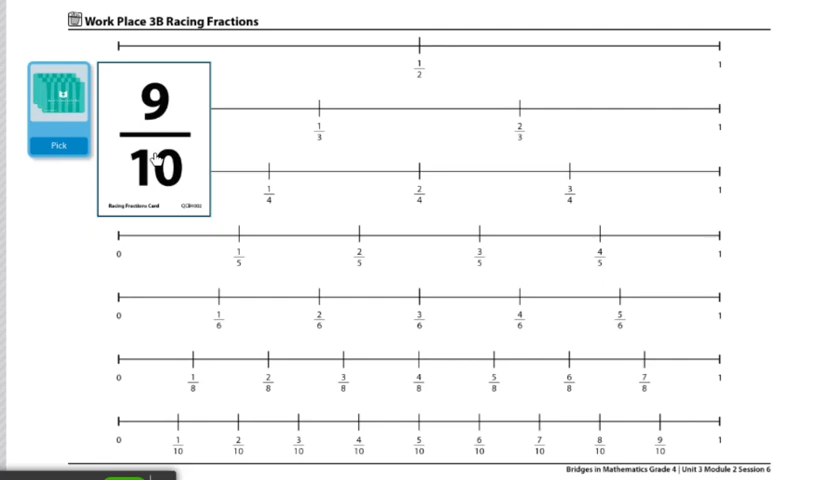 Work Place 3B Racing Fractions
1/2 1
Pick
9/10
Racing Fractions Card
1/3 2/3 1
1/4 2/4 3/4 1
0 1/5 2/5 3/5 4/5 1
0 1/6 2/6 3/6 4/6 5/6 1
0 1/8 2/8 3/8 4/8 5/8 6/8 7/8 1
0 1/10 2/10 3/10 4/10 5/10 6/10 7/10 8/10 9/10 1
Bridges in Mathematics Grade 4 | Unit 3 Module 2 Session 6